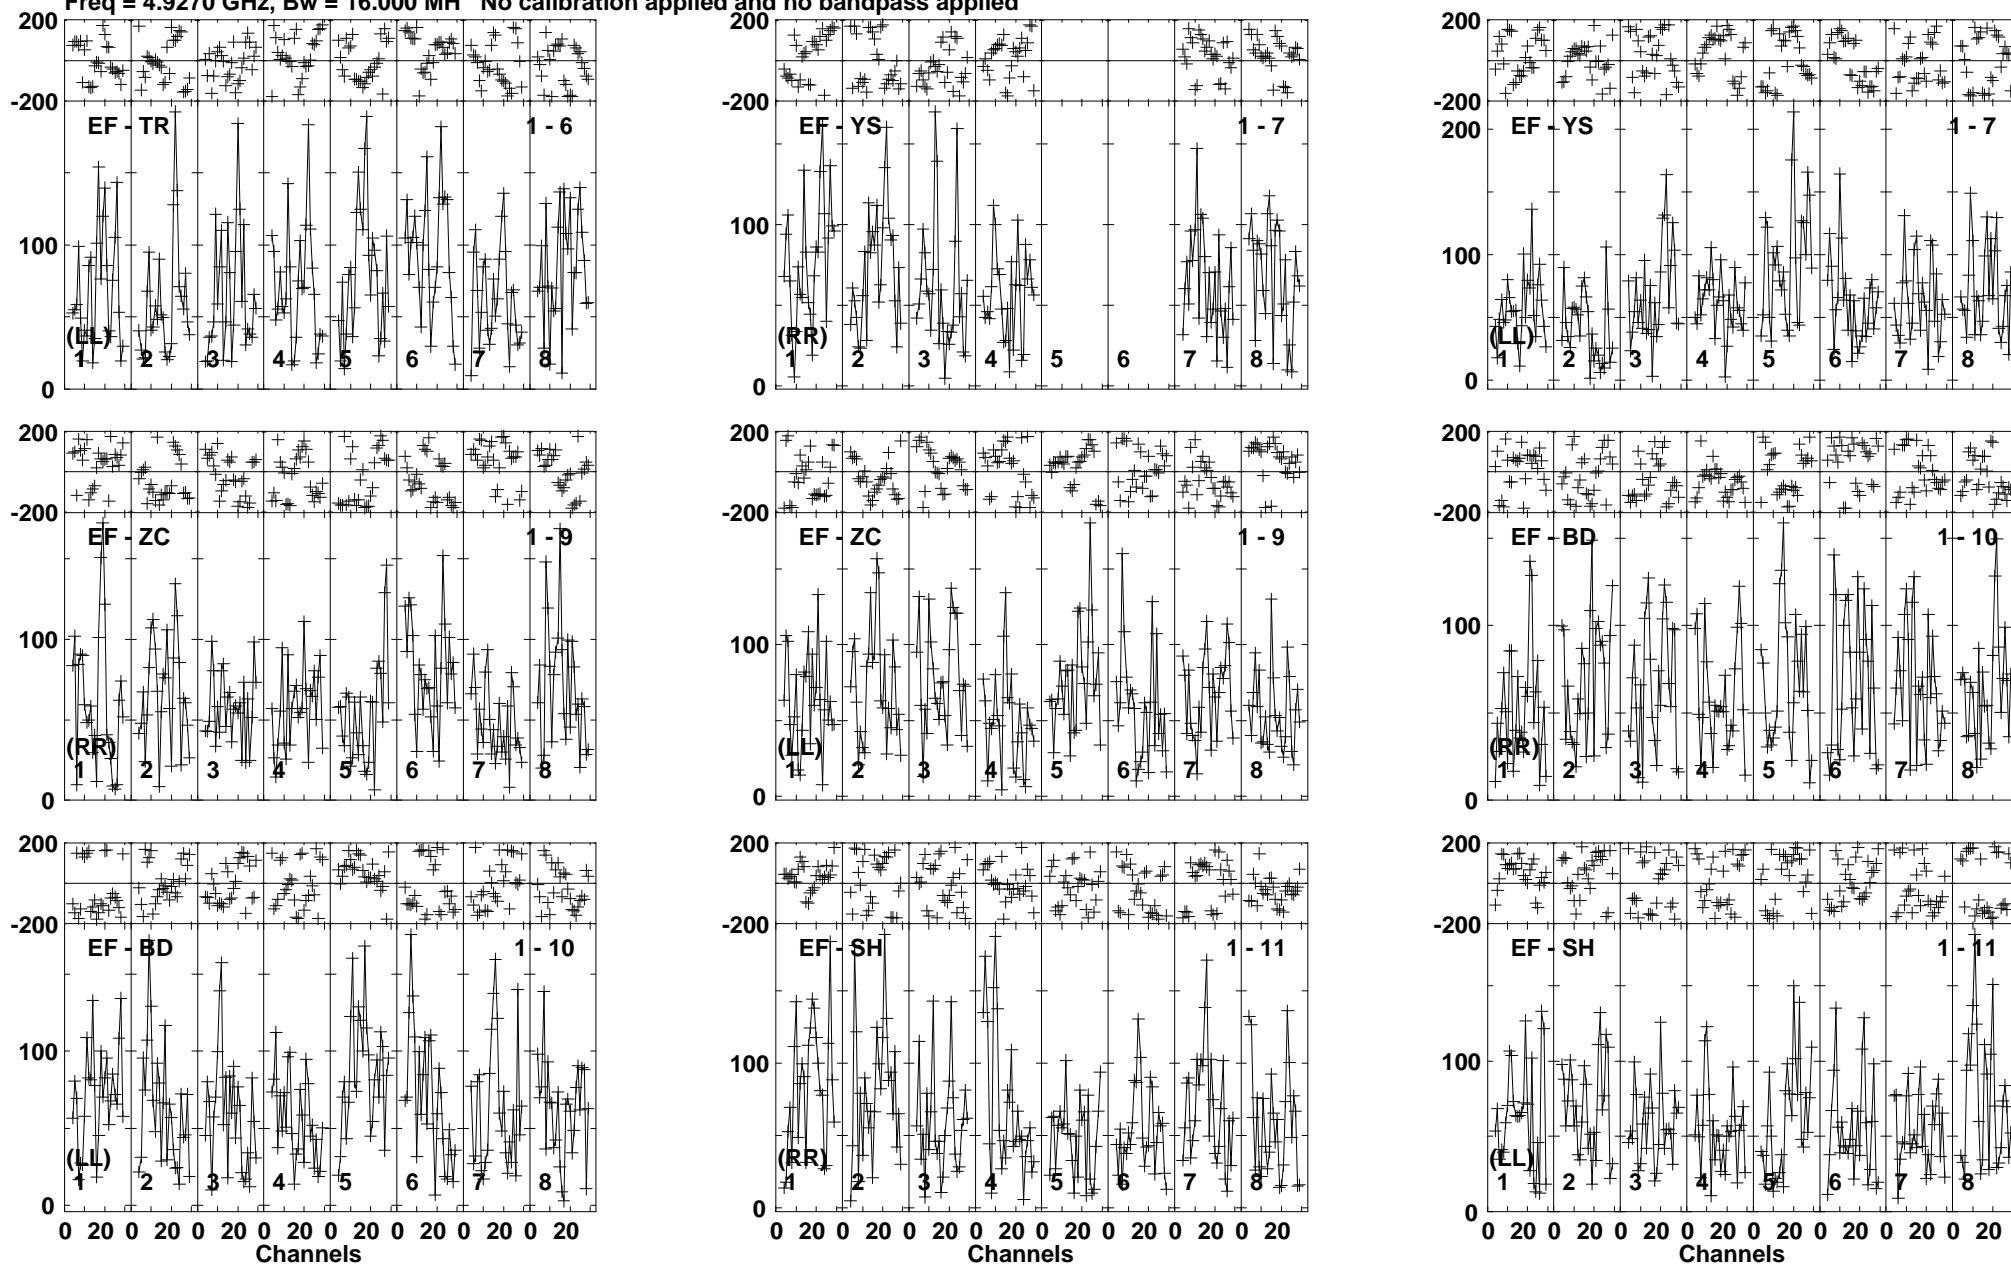 Freq = 4.9270 GHz, Bw = 16.000 MH No calibration applied and no bandpass applied
200 200 200
-200 -200 -200
EF - TR 1 - 6 EF - YS 1 - 7 EF - YS 1 - 7
200
100 100 100
(LL) (RR) (LL)
1 2 3 4 5 6 7 8 1 2 3 4 5 6 7 8 1 2 3 4 5 6 7 8
0 0 0
200 200 200
-200 -200 -200
EF - ZC 1 - 9 EF - ZC 1 - 9 EF - BD 1 - 10
100 100 100
(RR) (LL) (RR)
1 2 3 4 5 6 7 8 1 2 3 4 5 6 7 8 1 2 3 4 5 6 7 8
0 0 0
200 200 200
-200 -200 -200
EF - BD 1 - 10 EF - SH 1 - 11 EF - SH 1 - 11
100 100 100
(LL) (RR) (LL)
1 2 3 4 5 6 7 8 1 2 3 4 5 6 7 8 1 2 3 4 5 6 7 8
0 0 0
0 20 0 20 0 20 0 20 0 20 0 20 0 20 0 20 0 20 0 20 0 20 0 20 0 20 0 20 0 20 0 20 0 20 0 20 0 20 0 20 0 20 0 20 0 20 0 20
Channels Channels Channels